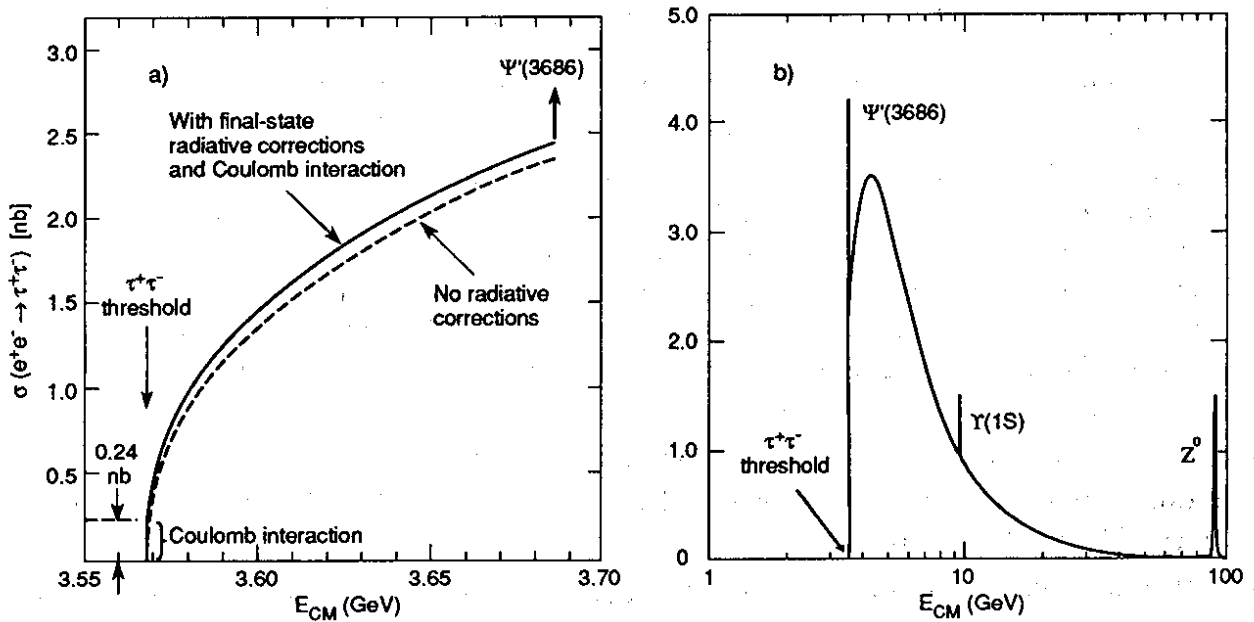 3.0
2.5
2.0
1.5
1.0
0.5
σ (e⁺e⁻ → τ⁺τ⁻) [nb]
a)
Ψ'(3686)
With final-state
radiative corrections
and Coulomb interaction
τ⁺τ⁻
threshold
No radiative
corrections
0.24
nb
Coulomb interaction
3.55
3.60
3.65
3.70
E_CM (GeV)
5.0
4.0
3.0
2.0
1.0
0
b)
Ψ'(3686)
ϒ(1S)
τ⁺τ⁻
threshold
Z⁰
1
10
100
E_CM (GeV)